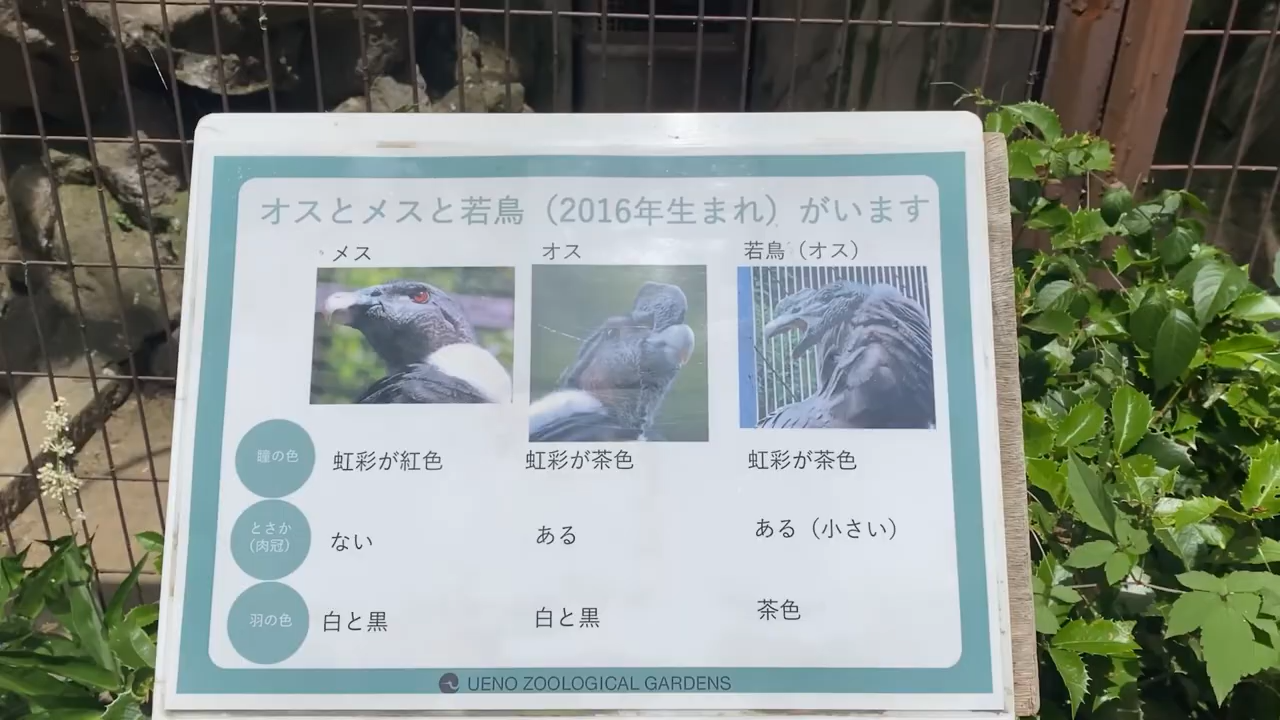 オスとメスと若鳥（2016年生まれ）がいます
メス
オス
若鳥（オス）
瞳の色
虹彩が紅色
虹彩が茶色
虹彩が茶色
とさか
（肉冠）
ない
ある
ある（小さい）
羽の色
白と黒
白と黒
茶色
UENO ZOOLOGICAL GARDENS